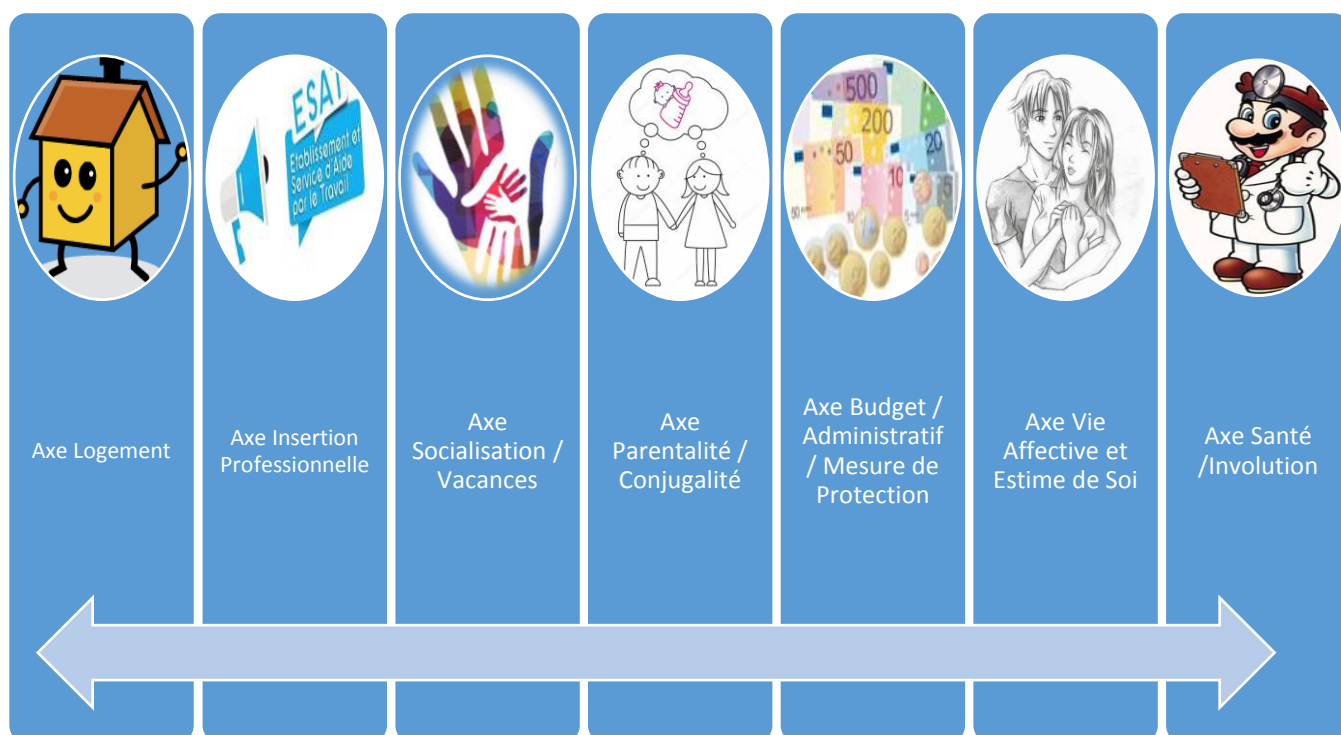 ESAT
Etablissement et
Service d'Aide
par le Travail
500
200
50
20
10
5
Axe Logement
Axe Insertion
Professionnelle
Axe
Socialisation /
Vacances
Axe
Parentalité /
Conjugalité
Axe Budget /
Administratif
/ Mesure de
Protection
Axe Vie
Affective et
Estime de Soi
Axe Santé
/Involution